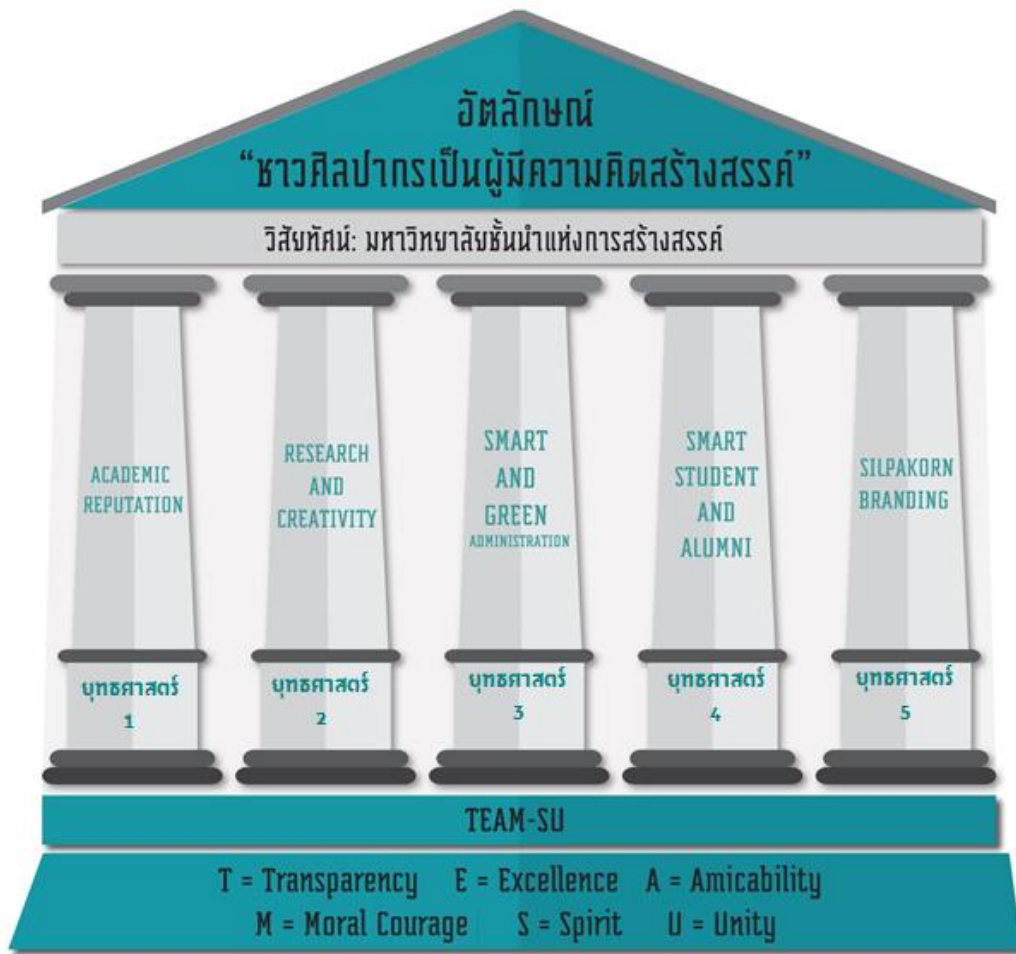 อัตลักษณ์
“ชาวศิลปากรเป็นผู้มีความคิดสร้างสรรค์”
วิสัยทัศน์: มหาวิทยาลัยชั้นนำแห่งการสร้างสรรค์
ACADEMIC
REPUTATION
ยุทธศาสตร์
1
RESEARCH
AND
CREATIVITY
ยุทธศาสตร์
2
SMART
AND
GREEN
ADMINISTRATION
ยุทธศาสตร์
3
SMART
STUDENT
AND
ALUMNI
ยุทธศาสตร์
4
SILPAKORN
BRANDING
ยุทธศาสตร์
5
TEAM-SU
T = Transparency E = Excellence A = Amicability
M = Moral Courage S = Spirit U = Unity